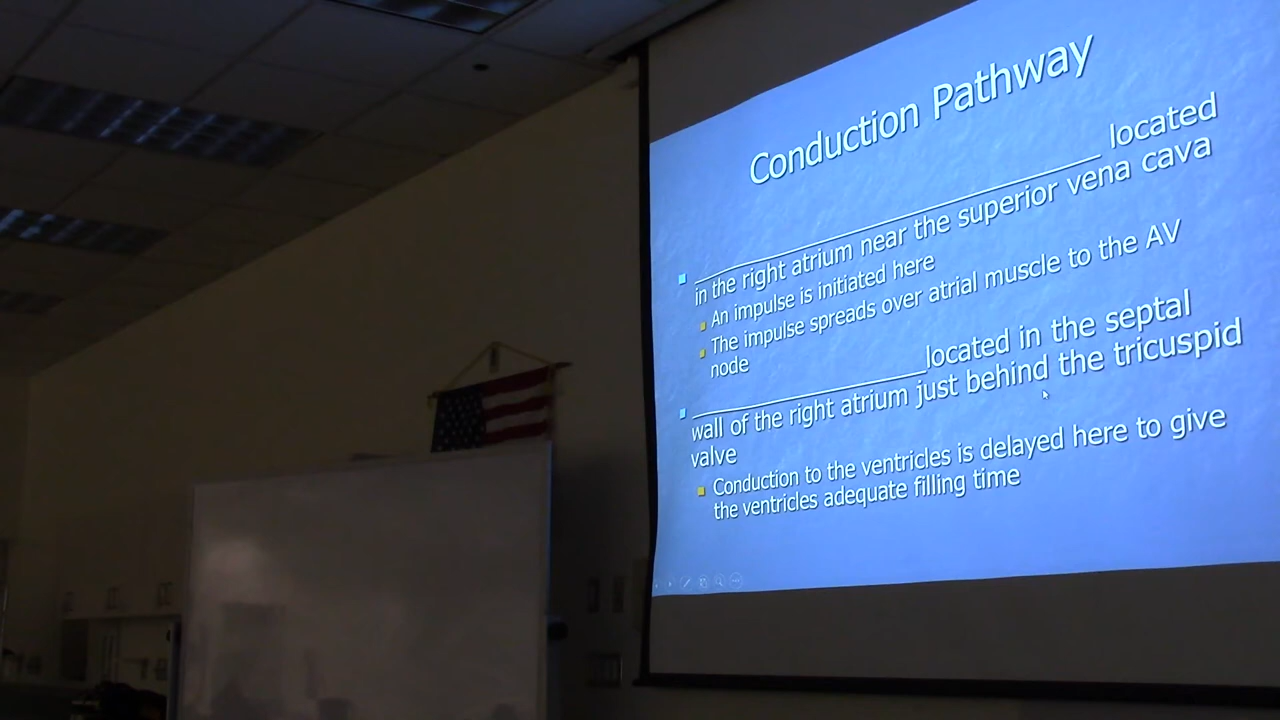 Conduction Pathway
____________________________ located
in the right atrium near the superior vena cava
An impulse is initiated here
The impulse spreads over atrial muscle to the AV
node
________________located in the septal
wall of the right atrium just behind the tricuspid
valve
Conduction to the ventricles is delayed here to give
the ventricles adequate filling time